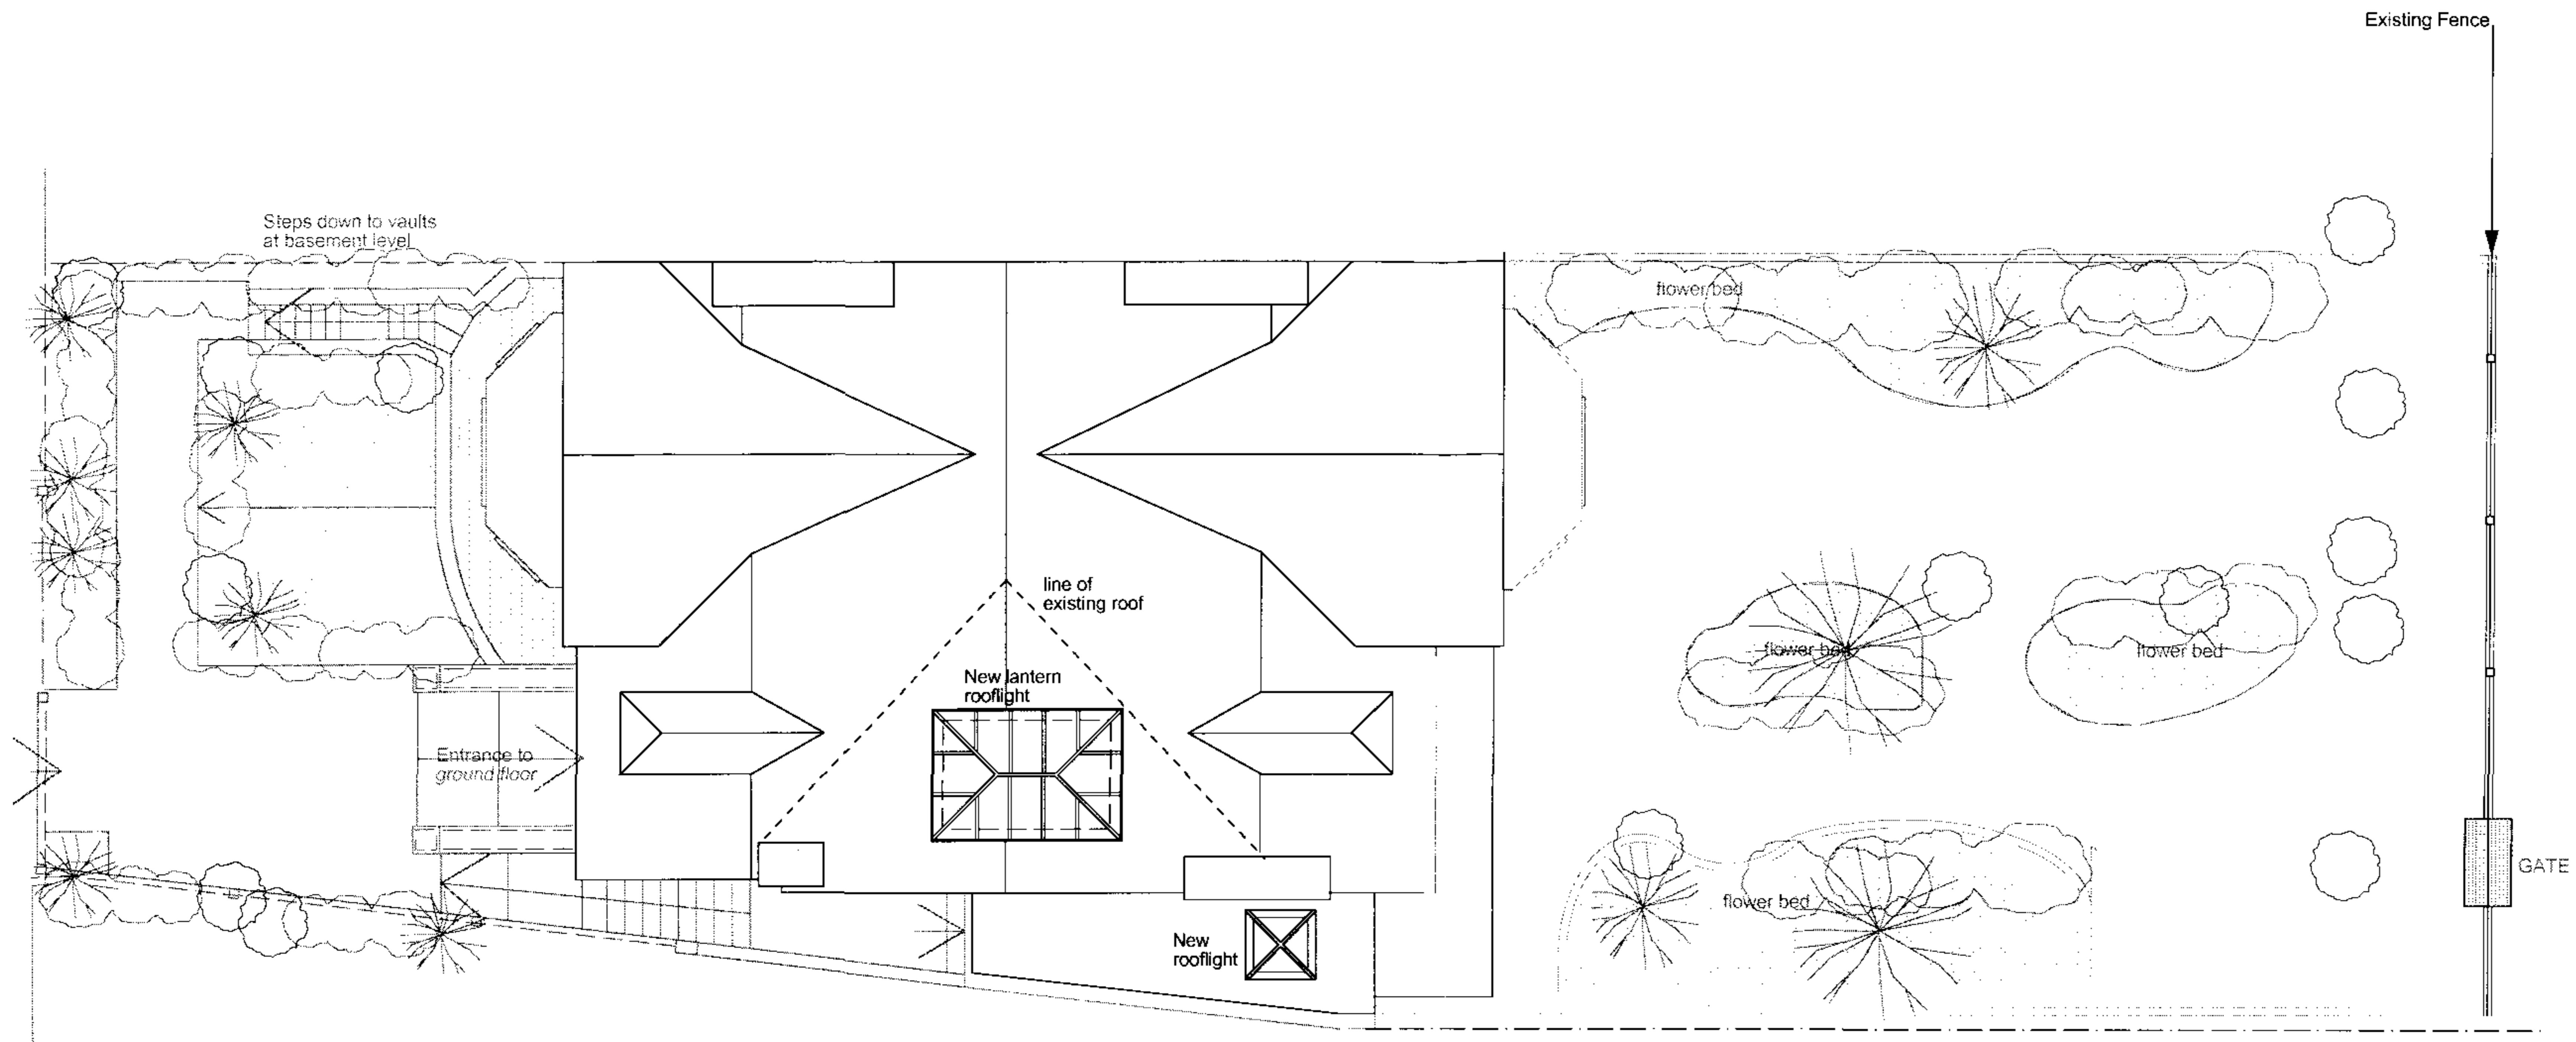 Existing Fence
Steps down to vaults
at basement level
flower bed
line of
existing roof
flower bed
flower bed
New lantern
rooflight
Entrance to
ground floor
GATE
flower bed
New
rooflight